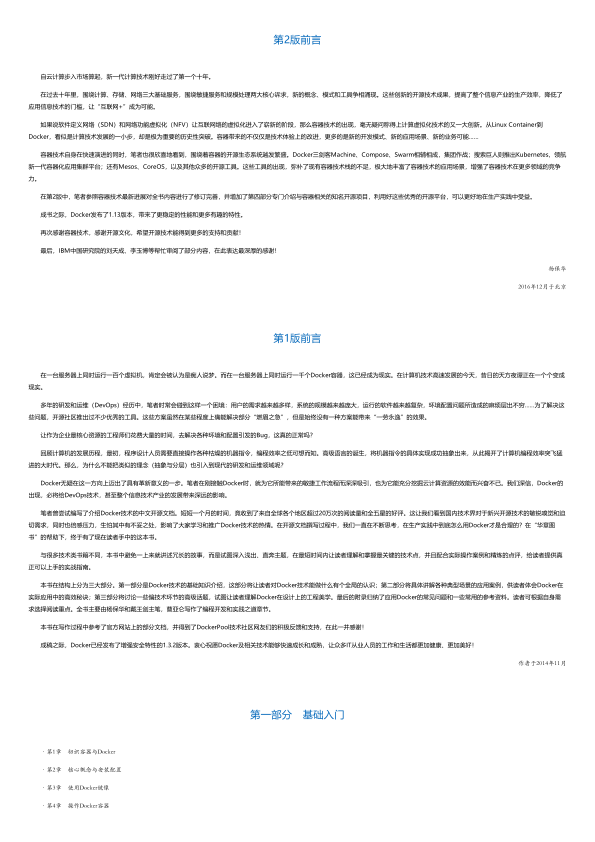 第2版前言
自云计算步入市场算起，新一代计算技术刚好走过了第一个十年。
在过去十年里，围绕计算、存储、网络三大基础服务，围绕敏捷服务和规模处理两大核心诉求，新的概念、模式和工具争相涌现。这些创新的开源技术成果，提高了整个信息产业的生产效率，降低了
应用信息技术的门槛，让“互联网+”成为可能。
如果说软件定义网络（SDN）和网络功能虚拟化（NFV）让互联网络的虚拟化进入了崭新的阶段，那么容器技术的出现，毫无疑问称得上计算虚拟化技术的又一大创新。从Linux Container到
Docker，看似是计算技术发展的一小步，却是极为重要的历史性突破。容器带来的不仅仅是技术体验上的改进，更多的是新的开发模式、新的应用场景、新的业务可能……
容器技术自身在快速演进的同时，笔者也很欣喜地看到，围绕着容器的开源生态系统越发繁盛。Docker三剑客Machine、Compose、Swarm相辅相成，集团作战；搜索巨人则推出Kubernetes，领航
新一代容器化应用集群平台；还有Mesos、CoreOS，以及其他众多的开源工具。这些工具的出现，弥补了现有容器技术栈的不足，极大地丰富了容器技术的应用场景，增强了容器技术在更多领域的竞争
力。
在第2版中，笔者参照容器技术最新进展对全书内容进行了修订完善，并增加了第四部分专门介绍与容器相关的知名开源项目，利用好这些优秀的开源平台，可以更好地在生产实践中受益。
成书之际，Docker发布了1.13版本，带来了更稳定的性能和更多有趣的特性。
再次感谢容器技术，感谢开源文化，希望开源技术能得到更多的支持和贡献！
最后，IBM中国研究院的刘天成、李玉博等帮忙审阅了部分内容，在此表达最深厚的感谢！
杨保华
2016年12月于北京
第1版前言
在一台服务器上同时运行一百个虚拟机，肯定会被认为是痴人说梦。而在一台服务器上同时运行一千个Docker容器，这已经成为现实。在计算机技术高速发展的今天，昔日的天方夜谭正在一个个变成
现实。
多年的研发和运维（DevOps）经历中，笔者时常会碰到这样一个困境：用户的需求越来越多样，系统的规模越来越庞大，运行的软件越来越复杂，环境配置问题所造成的麻烦层出不穷……为了解决这
些问题，开源社区推出过不少优秀的工具。这些方案虽然在某些程度上确能解决部分“燃眉之急”，但是始终没有一种方案能带来“一劳永逸”的效果。
让作为企业最核心资源的工程师们花费大量的时间，去解决各种环境和配置引发的Bug，这真的正常吗？
回顾计算机的发展历程，最初，程序设计人员需要直接操作各种枯燥的机器指令，编程效率之低可想而知。高级语言的诞生，将机器指令的具体实现成功抽象出来，从此揭开了计算机编程效率突飞猛
进的大时代。那么，为什么不能把类似的理念（抽象与分层）也引入到现代的研发和运维领域呢？
Docker无疑在这一方向上迈出了具有革新意义的一步。笔者在刚接触Docker时，就为它所能带来的敏捷工作流程而深深吸引，也为它能充分挖掘云计算资源的效能而兴奋不已。我们深信，Docker的
出现，必将给DevOps技术，甚至整个信息技术产业的发展带来深远的影响。
笔者曾尝试编写了介绍Docker技术的中文开源文档。短短一个月的时间，竟收到了来自全球各个地区超过20万次的阅读量和全五星的好评。这让我们看到国内技术界对于新兴开源技术的敏锐嗅觉和迫
切需求，同时也倍感压力，生怕其中有不妥之处，影响了大家学习和推广Docker技术的热情。在开源文档撰写过程中，我们一直在不断思考，在生产实践中到底怎么用Docker才是合理的？在“华章图
书”的帮助下，终于有了现在读者手中的这本书。
与很多技术类书籍不同，本书中避免一上来就讲述冗长的故事，而是试图深入浅出、直奔主题，在最短时间内让读者理解和掌握最关键的技术点，并且配合实际操作案例和精炼的点评，给读者提供真
正可以上手的实战指南。
本书在结构上分为三大部分。第一部分是Docker技术的基础知识介绍，这部分将让读者对Docker技术能做什么有个全局的认识；第二部分将具体讲解各种典型场景的应用案例，供读者体会Docker在
实际应用中的高效秘诀；第三部分将讨论一些偏技术环节的高级话题，试图让读者理解Docker在设计上的工程美学。最后的附录归纳了应用Docker的常见问题和一些常用的参考资料。读者可根据自身需
求选择阅读重点。全书主要由杨保华和戴王剑主笔，曹亚仑写作了编程开发和实践之道章节。
本书在写作过程中参考了官方网站上的部分文档，并得到了DockerPool技术社区网友们的积极反馈和支持，在此一并感谢！
成稿之际，Docker已经发布了增强安全特性的1.3.2版本。衷心祝愿Docker及相关技术能够快速成长和成熟，让众多IT从业人员的工作和生活都更加健康、更加美好！
作者于2014年11月
第一部分 基础入门
·第1章 初识容器与Docker
·第2章 核心概念与安装配置
·第3章 使用Docker镜像
·第4章 操作Docker容器